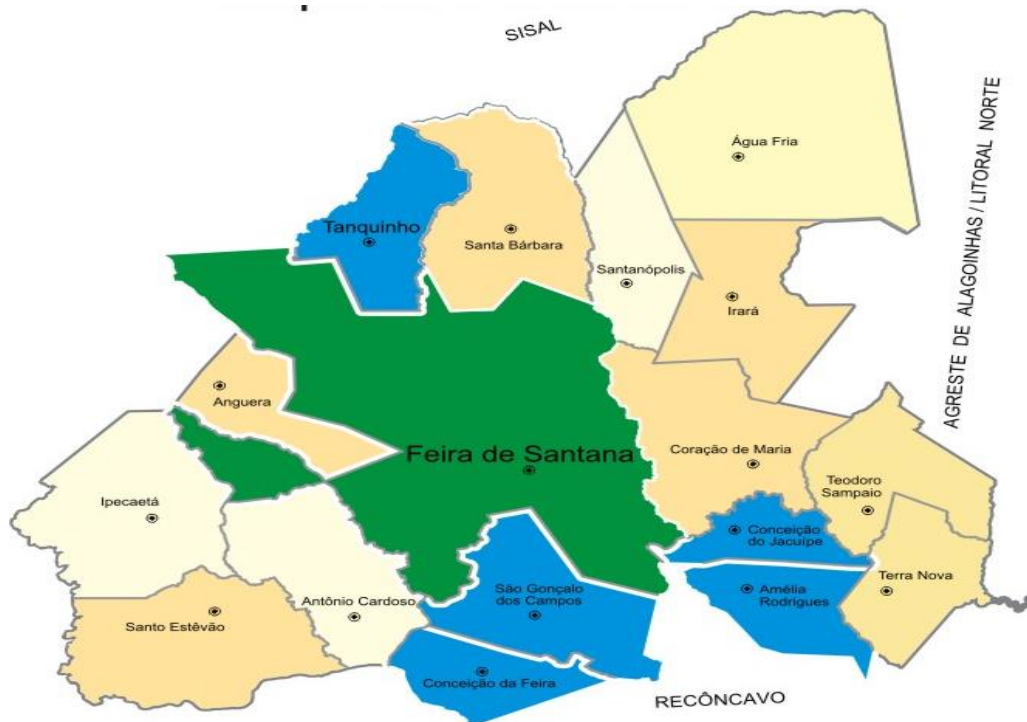 SISAL
Água Fria
AGRESTE DE ALAGOINHAS / LITORAL NORTE
Tanquinho
Santa Bárbara
Santanópolis
Irará
Anguera
Feira de Santana
Coração de Maria
Teodoro
Sampaio
Ipecaetá
Conceição
do Jacuípe
Terra Nova
Amélia
Rodrigues
São Gonçalo
dos Campos
Antônio Cardoso
Santo Estêvão
Conceição da Feira
RECÔNCAVO